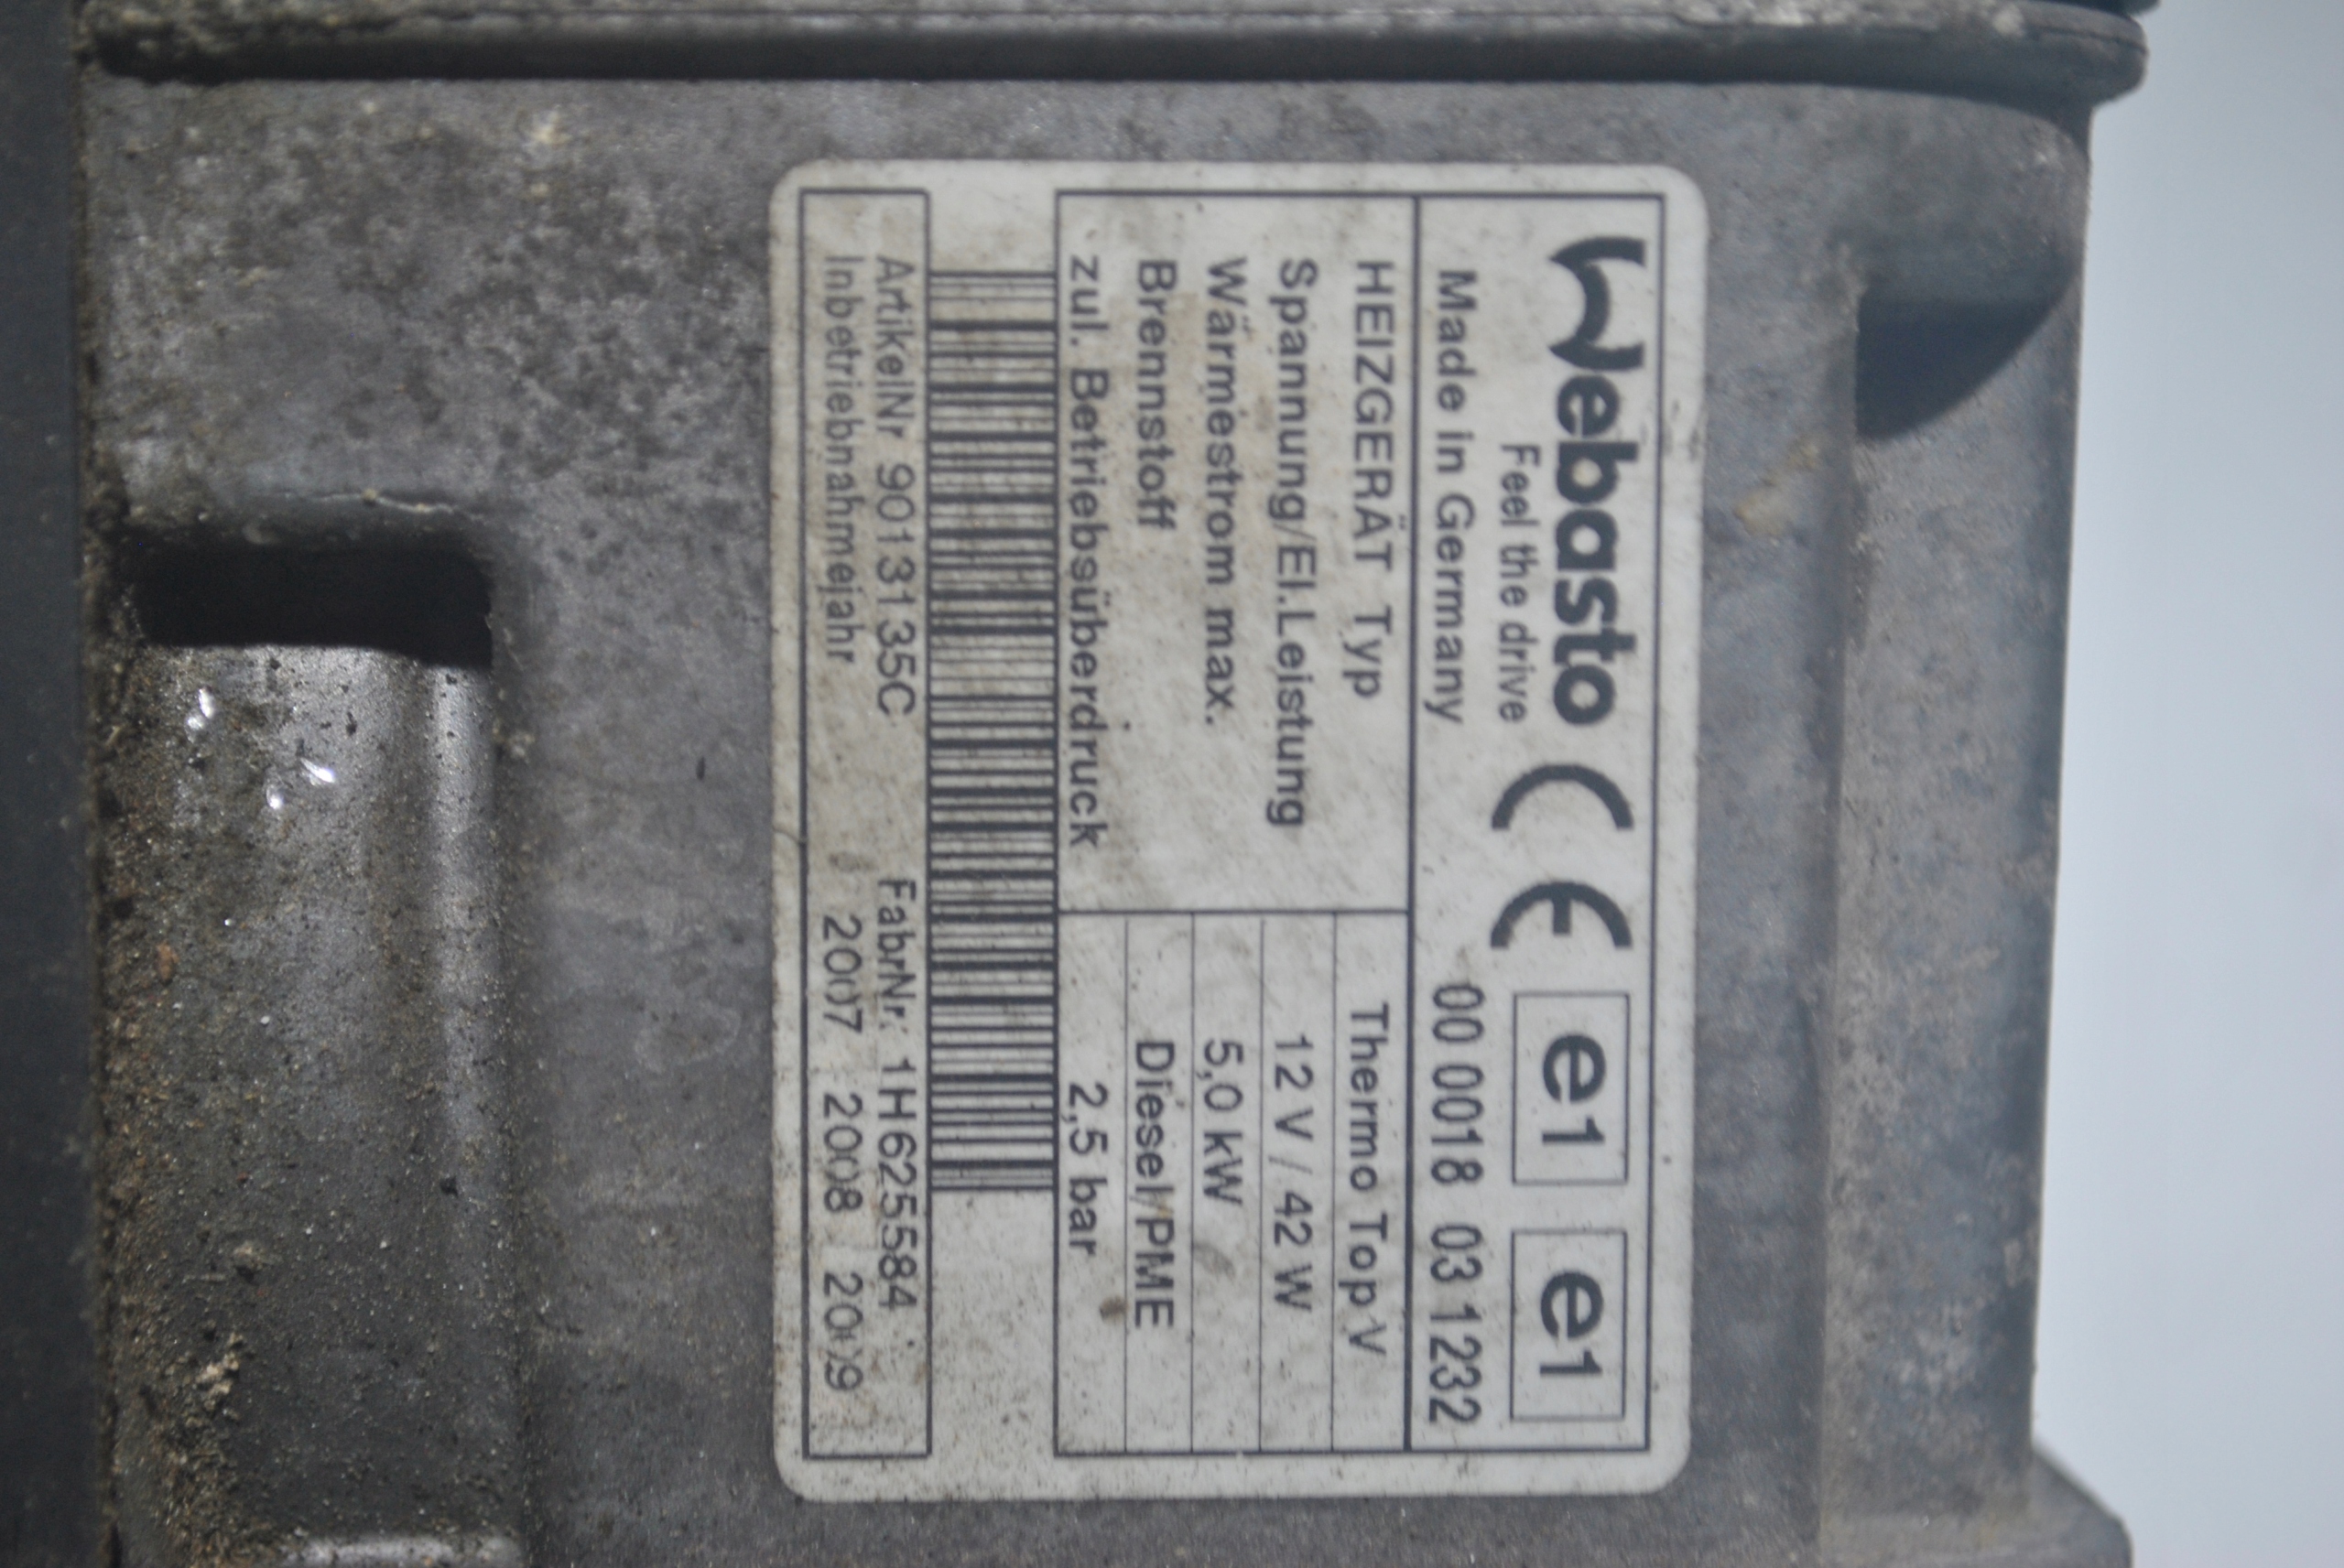 Webasto
Feel the drive
CE e1 e1
Made in Germany 00 0018 03 1232
HEIZGERÄT Typ Thermo Top V
Spannung/El.Leistung 12 V / 42 W
Wärmestrom max. 5,0 kW
Brennstoff Diesel/PME
zul. Betriebsüberdruck 2,5 bar
ArtikelNr 9013135C FabrNr: 1H625584
Inbetriebnahmejahr 2007 2008 2009